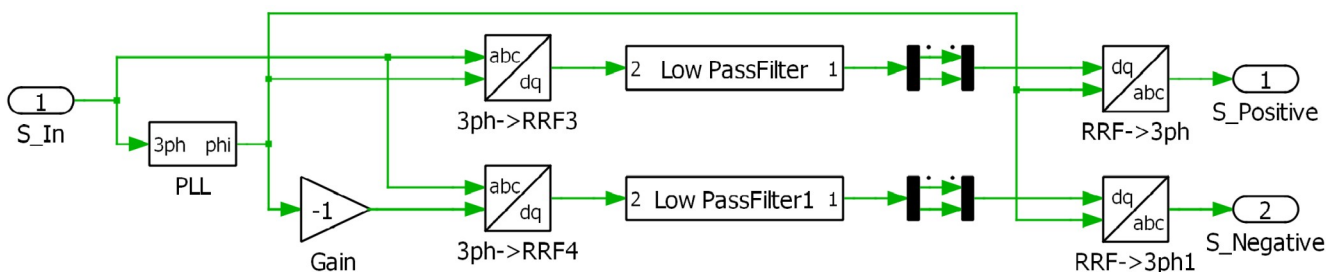 1
S_In
3ph phi
PLL
-1
Gain
abc
dq
3ph->RRF3
2 Low PassFilter 1
dq
abc
RRF->3ph
1
S_Positive
abc
dq
3ph->RRF4
2 Low PassFilter1 1
dq
abc
RRF->3ph1
2
S_Negative